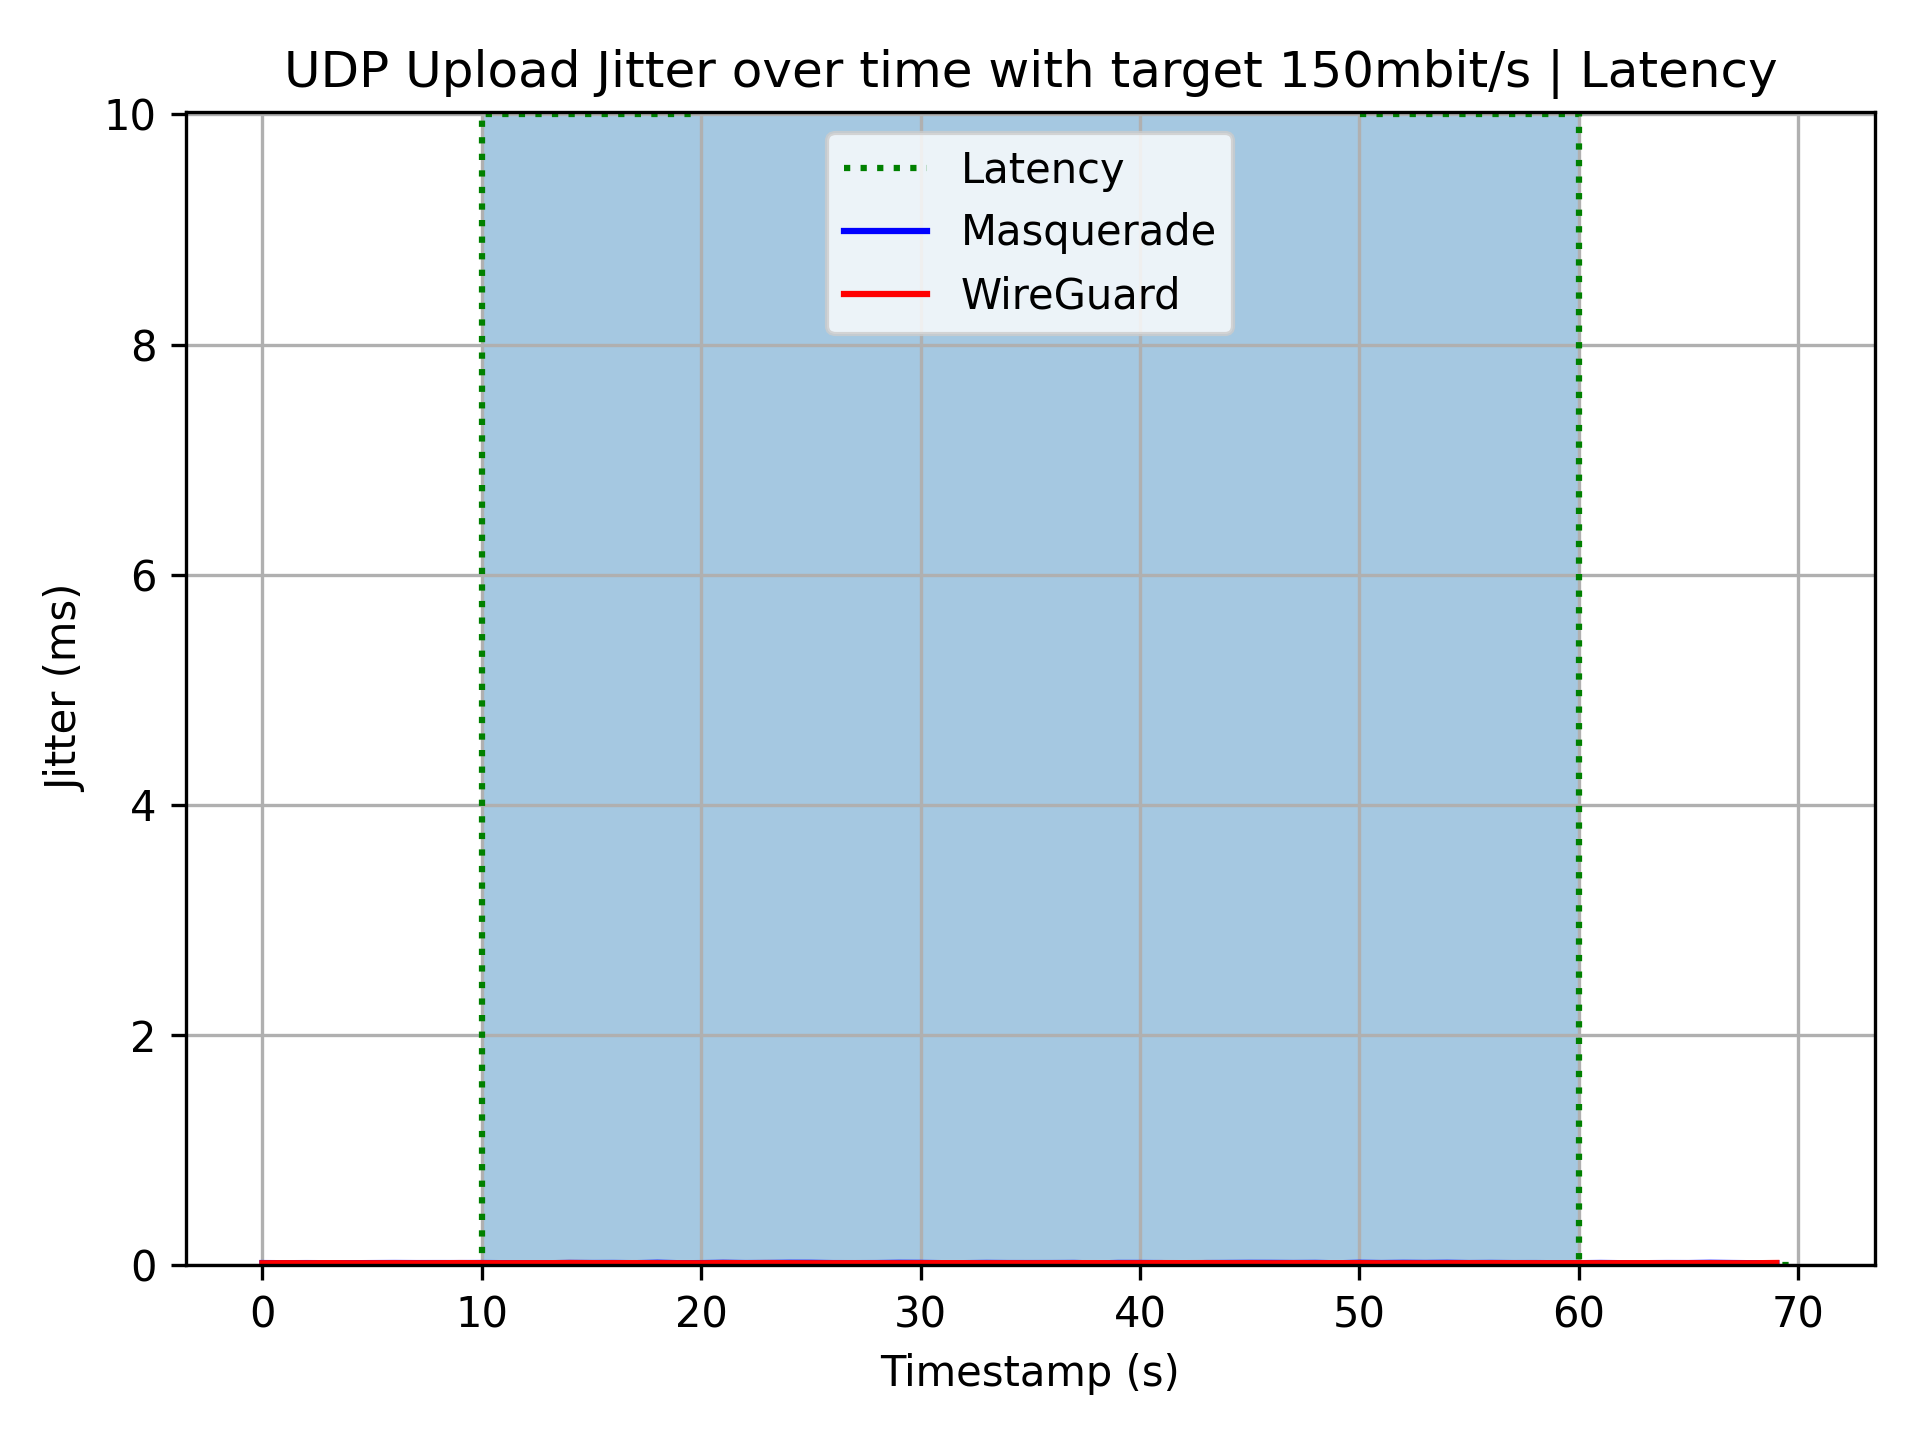 UDP Upload Jitter over time with target 150mbit/s | Latency
10
8
6
4
2
0
Jitter (ms)
Latency
Masquerade
WireGuard
0 10 20 30 40 50 60 70
Timestamp (s)